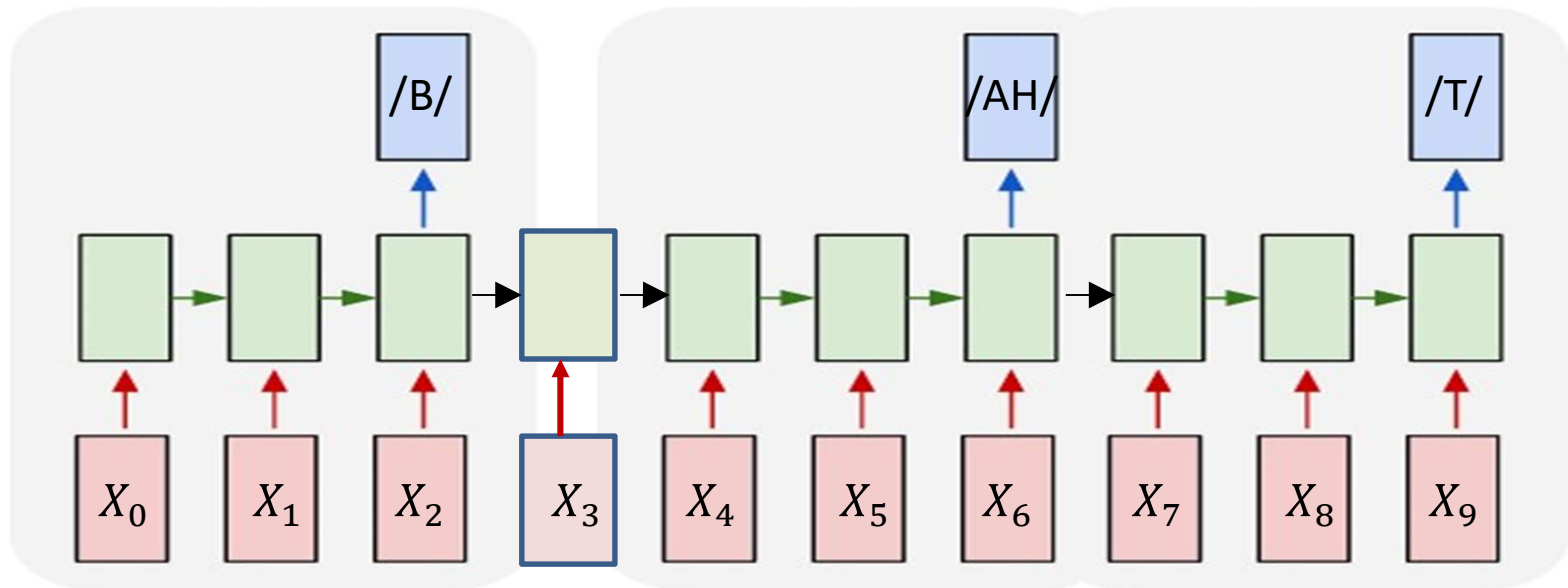 /B/ /AH/ /T/
X₀ X₁ X₂ X₃ X₄ X₅ X₆ X₇ X₈ X₉